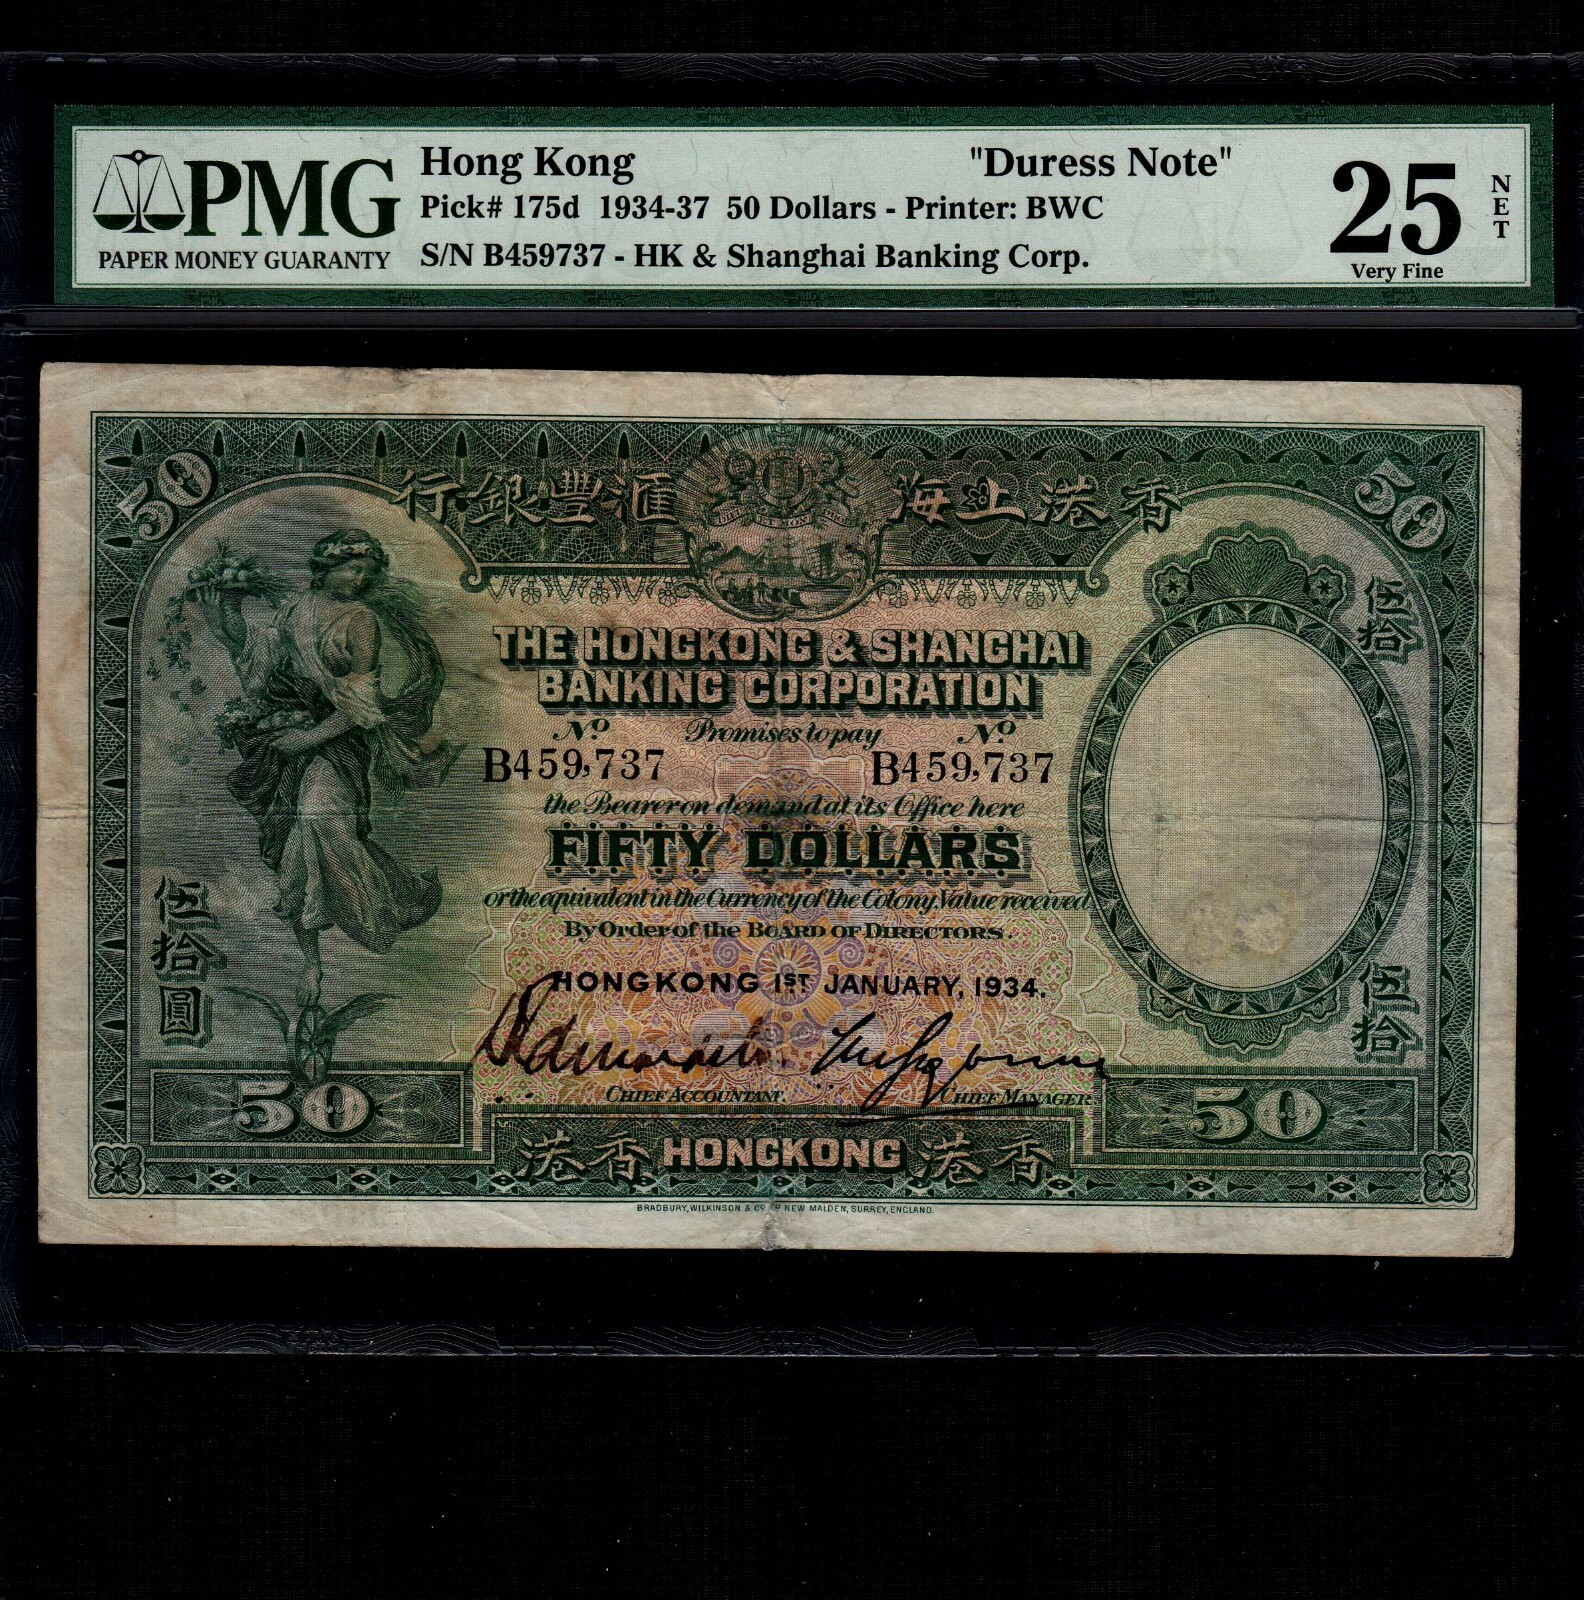 PMG
PAPER MONEY GUARANTY
Hong Kong "Duress Note"
Pick# 175d 1934-37 50 Dollars - Printer: BWC
S/N B459737 - HK & Shanghai Banking Corp.
25
NET
Very Fine
50 50
行銀豐滙 海上港香
伍拾
THE HONGKONG & SHANGHAI
BANKING CORPORATION
Nº Promises to pay Nº
B459,737 B459,737
the Bearer on demand at its Office here
FIFTY DOLLARS
or the equivalent in the Currency of the Colony, Value received
By Order of the BOARD OF DIRECTORS.
伍拾圓
HONGKONG 1ST JANUARY, 1934.
伍拾
CHIEF ACCOUNTANT. CHIEF MANAGER
50 50
港香 HONGKONG 港香
BRADBURY, WILKINSON & Cº Lº NEW MALDEN, SURREY, ENGLAND.